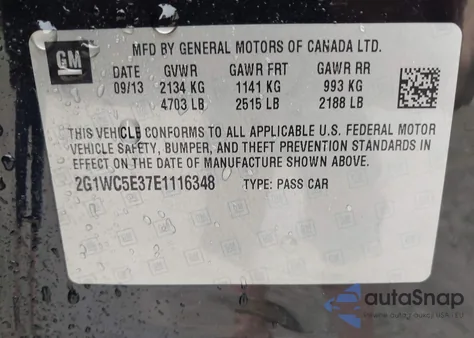 GM
MFD BY GENERAL MOTORS OF CANADA LTD.
DATE GVWR GAWR FRT GAWR RR
09/13 2134 KG 1141 KG 993 KG
4703 LB 2515 LB 2188 LB
THIS VEHICLE CONFORMS TO ALL APPLICABLE U.S. FEDERAL MOTOR
VEHICLE SAFETY, BUMPER, AND THEFT PREVENTION STANDARDS IN
EFFECT ON THE DATE OF MANUFACTURE SHOWN ABOVE.
2G1WC5E37E1116348 TYPE: PASS CAR
autaSnap